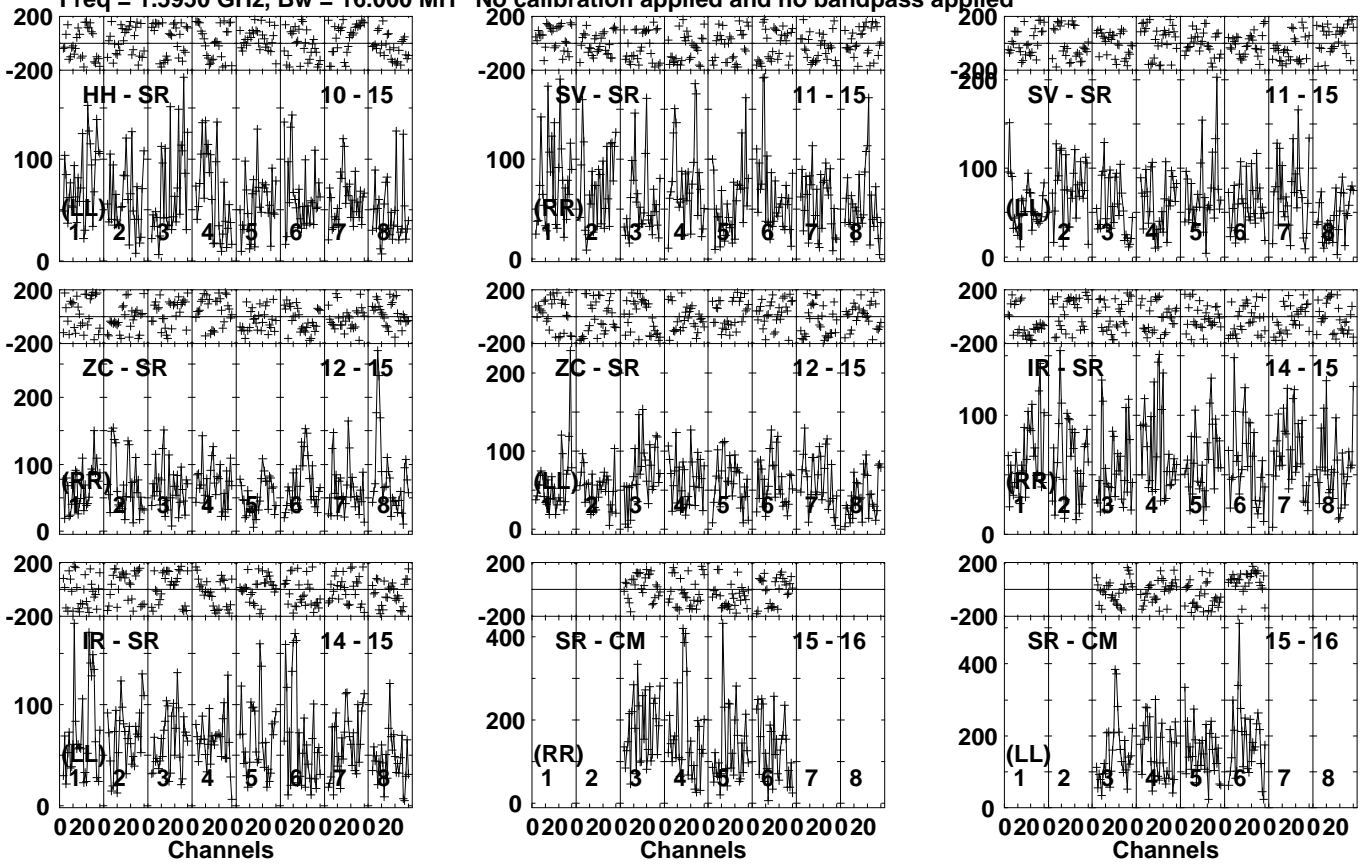 Freq = 1.5950 GHz, Bw = 16.000 MH No calibration applied and no bandpass applied
200 200 200
-200 -200 -200
200
HH - SR 10 - 15 SV - SR 11 - 15 SV - SR 11 - 15
100 100 100
(LL) (RR) (LL)
1 2 3 4 5 6 7 8 1 2 3 4 5 6 7 8 1 2 3 4 5 6 7 8
0 0 0
200 200 200
-200 -200 -200
ZC - SR 12 - 15 ZC - SR 12 - 15 IR - SR 14 - 15
200 200
100 100 100
(RR) (LL) (RR)
1 2 3 4 5 6 7 8 1 2 3 4 5 6 7 8 1 2 3 4 5 6 7 8
0 0 0
200 200 200
-200 -200 -200
IR - SR 14 - 15 SR - CM 15 - 16 SR - CM 15 - 16
400 400
100 200 200
(LL) (RR) (LL)
1 2 3 4 5 6 7 8 1 2 3 4 5 6 7 8 1 2 3 4 5 6 7 8
0 0 0
0 20 0 20 0 20 0 20 0 20 0 20 0 20 0 20 0 20 0 20 0 20 0 20 0 20 0 20 0 20 0 20 0 20 0 20 0 20 0 20 0 20 0 20 0 20 0 20
Channels Channels Channels